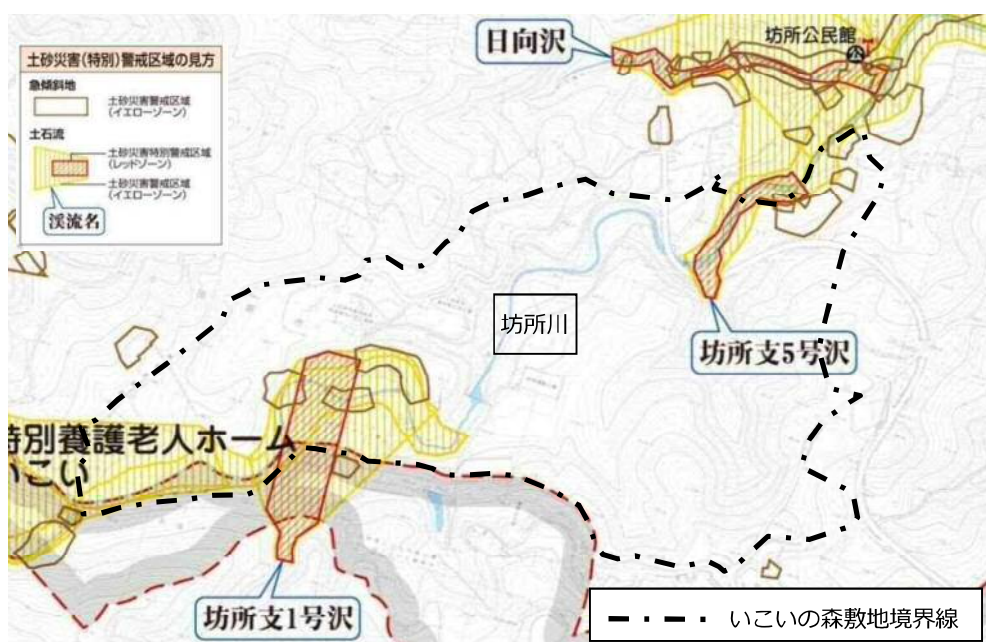 日向沢
坊所公民館
公
土砂災害(特別)警戒区域の見方
急傾斜地
土砂災害警戒区域
(イエローゾーン)
土石流
土砂災害特別警戒区域
(レッドゾーン)
土砂災害警戒区域
(イエローゾーン)
渓流名
坊所川
坊所支5号沢
特別養護老人ホーム
いこい
坊所支1号沢
いこいの森敷地境界線